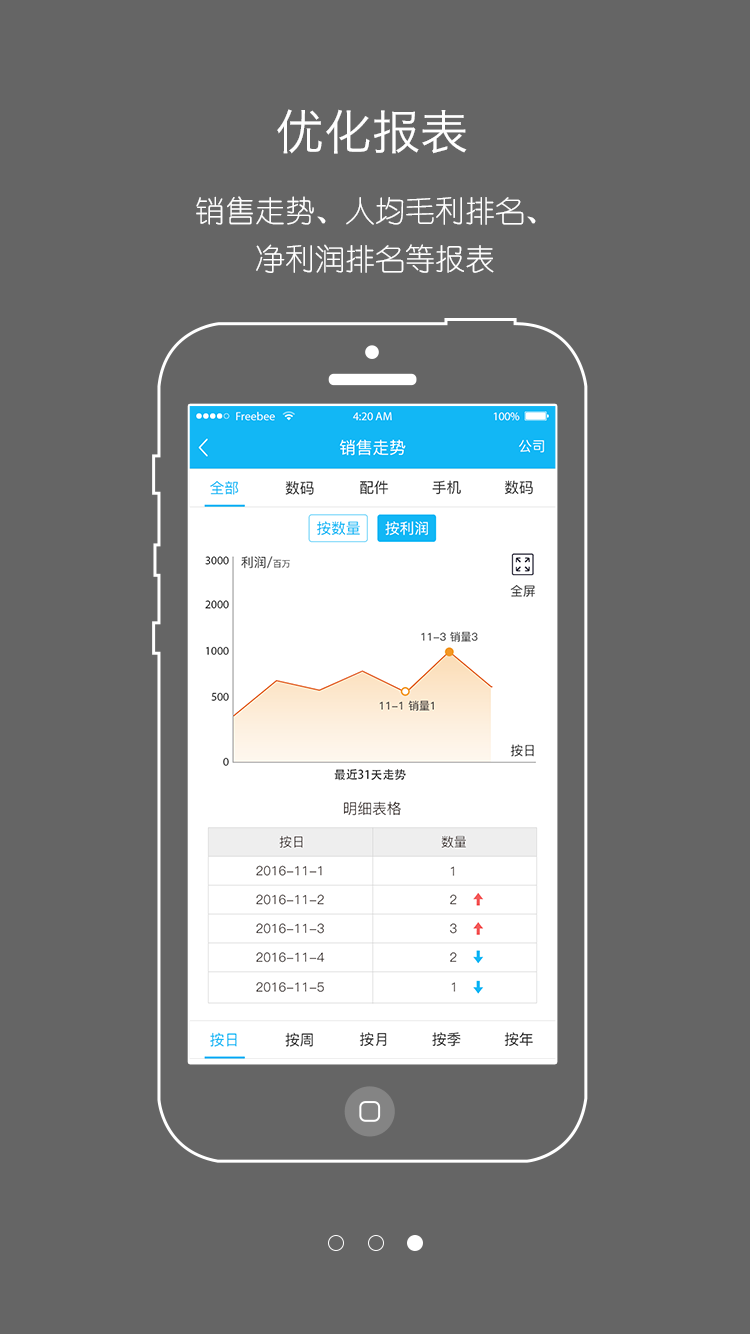 优化报表
销售走势、人均毛利排名、
净利润排名等报表
Freebee 4:20 AM 100%
销售走势 公司
全部 数码 配件 手机 数码
按数量 按利润
3000 利润/百万
全屏
2000
11-3 销量3
1000
500
11-1 销量1
按日
0
最近31天走势
明细表格
按日 数量
2016-11-1 1
2016-11-2 2
2016-11-3 3
2016-11-4 2
2016-11-5 1
按日 按周 按月 按季 按年